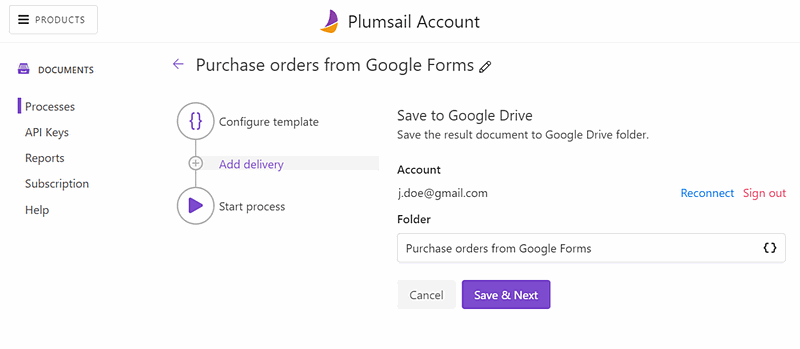 PRODUCTS
Plumsail Account
DOCUMENTS
Processes
API Keys
Reports
Subscription
Help
Purchase orders from Google Forms
{} Configure template
Add delivery
Start process
Save to Google Drive
Save the result document to Google Drive folder.
Account
j.doe@gmail.com Reconnect Sign out
Folder
Purchase orders from Google Forms {}
Cancel Save & Next